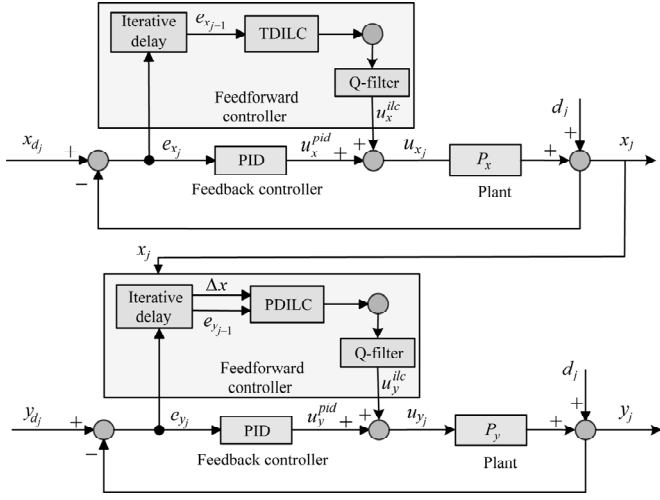 Iterative delay
e_{x_{j-1}}
TDILC
Q-filter
Feedforward controller
u_x^{ilc}
d_j
x_{d_j}
+
−
e_{x_j}
PID
u_x^{pid}
+
+
u_{x_j}
P_x
+
+
x_j
Feedback controller
Plant
x_j
Iterative delay
Δx
e_{y_{j-1}}
PDILC
Q-filter
Feedforward controller
u_y^{ilc}
d_j
y_{d_j}
+
−
e_{y_j}
PID
u_y^{pid}
+
+
u_{y_j}
P_y
+
+
y_j
Feedback controller
Plant